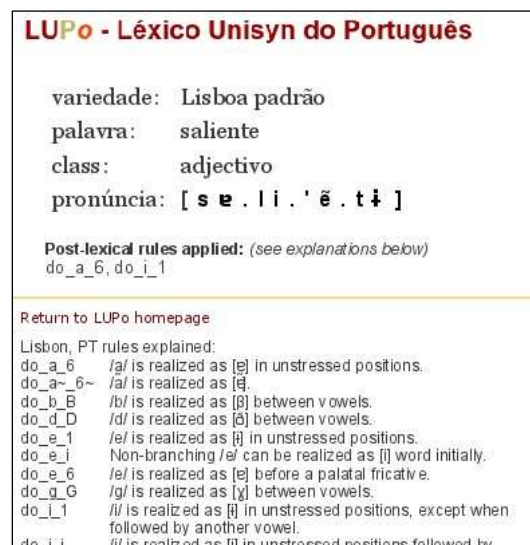 LUPo - Léxico Unisyn do Português
variedade: Lisboa padrão
palavra: saliente
class: adjectivo
pronúncia: [ s ɐ . l i . ' ẽ . t ɨ ]
Post-lexical rules applied: (see explanations below)
do_a_6, do_i_1
Return to LUPo homepage
Lisbon, PT rules explained:
do_a_6 /a/ is realized as [ɐ] in unstressed positions.
do_a~_6~ /ã/ is realized as [ɐ̃].
do_b_B /b/ is realized as [β] between vowels.
do_d_D /d/ is realized as [ð] between vowels.
do_e_1 /e/ is realized as [ɨ] in unstressed positions.
do_e_i Non-branching /e/ can be realized as [i] word initially.
do_e_6 /e/ is realized as [ɐ] before a palatal fricative.
do_g_G /g/ is realized as [ɣ] between vowels.
do_i_1 /i/ is realized as [ɨ] in unstressed positions, except when
followed by another vowel.